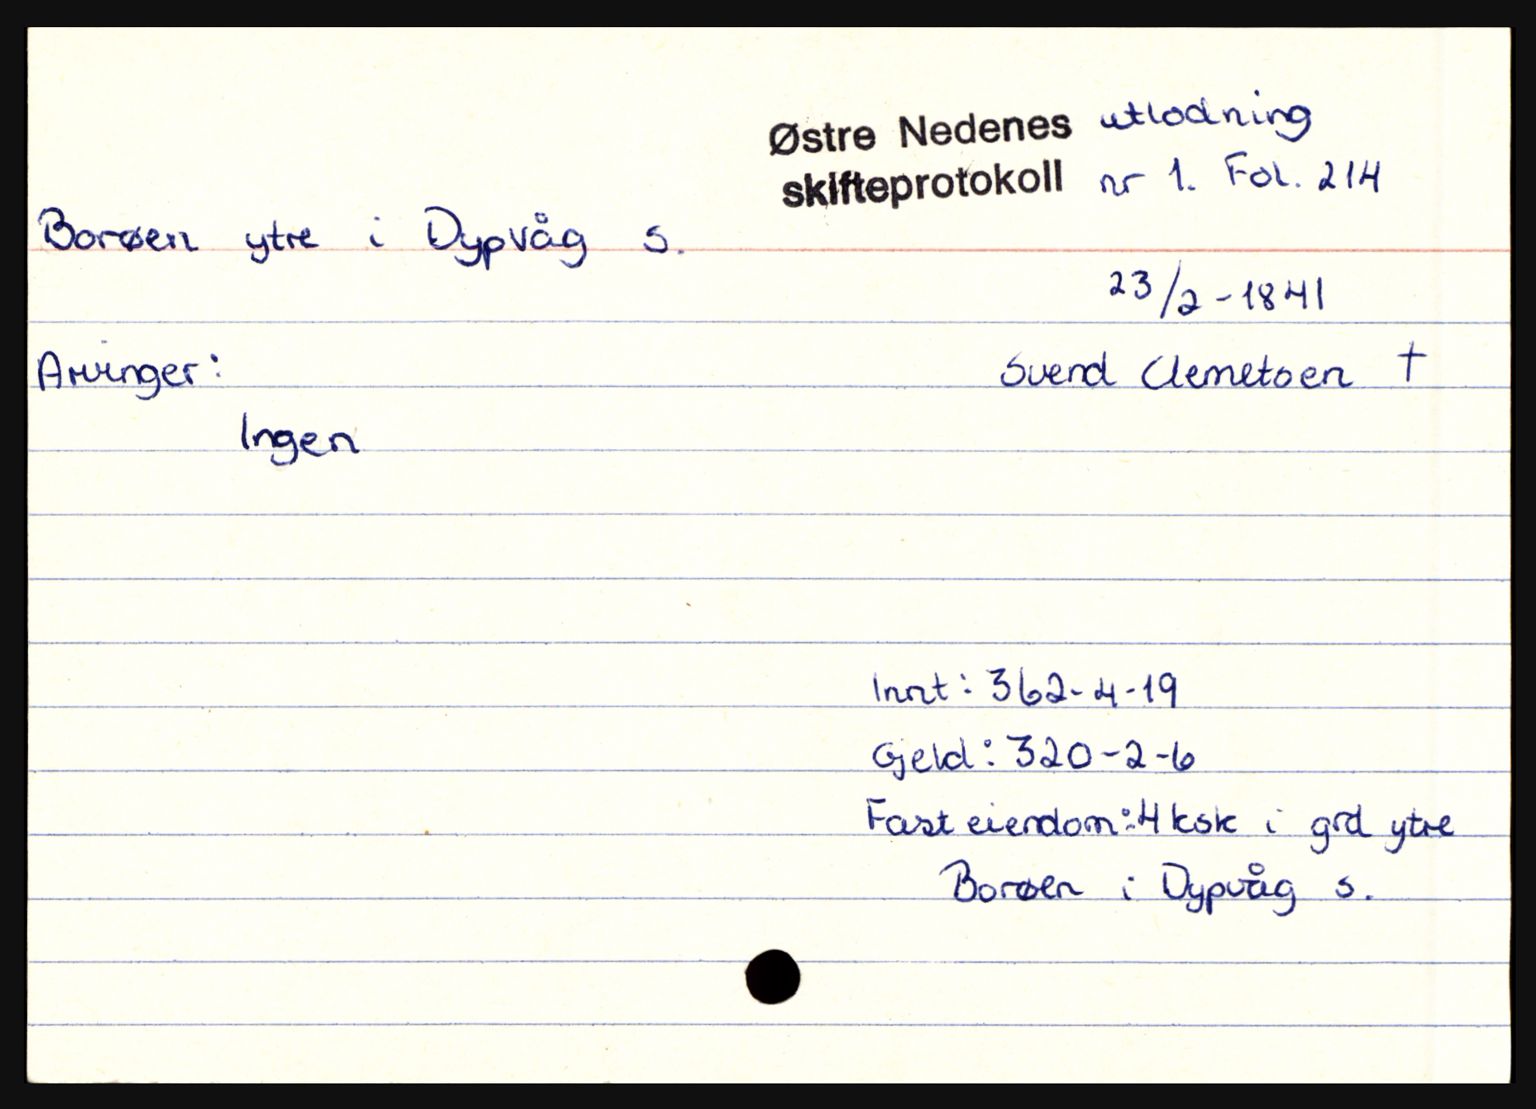 Østre Nedenes utlodning
skifteprotokoll nr 1. Fol. 214
Borøen ytre i Dypvåg s.
23/2-1841
Arvinger:
Svend Clemetsen †
Ingen
Innt: 362-4-19
Gjeld: 320-2-6
Fast eiendom: 4 ksk i grd ytre
Borøen i Dypvåg s.